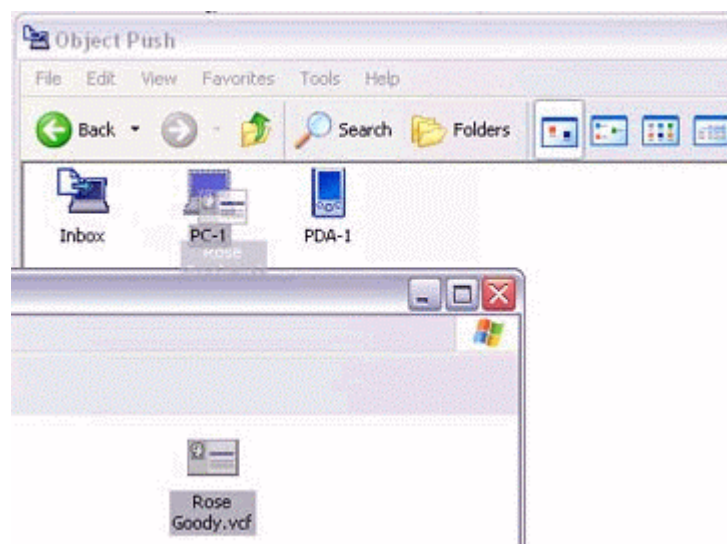 Object Push
File Edit View Favorites Tools Help
Back Search Folders
Inbox PC-1 PDA-1
Rose
Rose
Goody.vcf